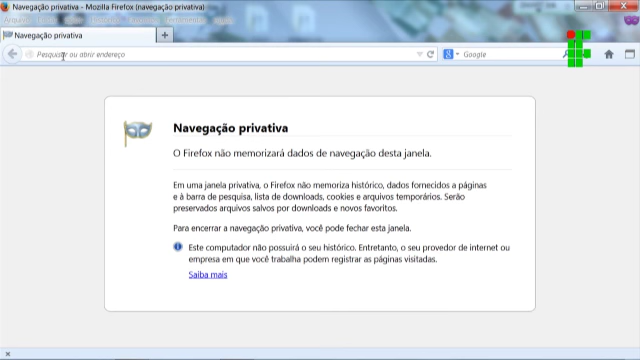 Navegação privativa - Mozilla Firefox (navegação privativa)
Navegação privativa
Pesquisar ou abrir endereço
Google
Navegação privativa
O Firefox não memorizará dados de navegação desta janela.
Em uma janela privativa, o Firefox não memoriza histórico, dados fornecidos a páginas
e à barra de pesquisa, lista de downloads, cookies e arquivos temporários. Serão
preservados arquivos salvos por downloads e novos favoritos.
Para encerrar a navegação privativa, você pode fechar esta janela.
Este computador não possuirá o seu histórico. Entretanto, o seu provedor de internet ou
empresa em que você trabalha podem registrar as páginas visitadas.
Saiba mais